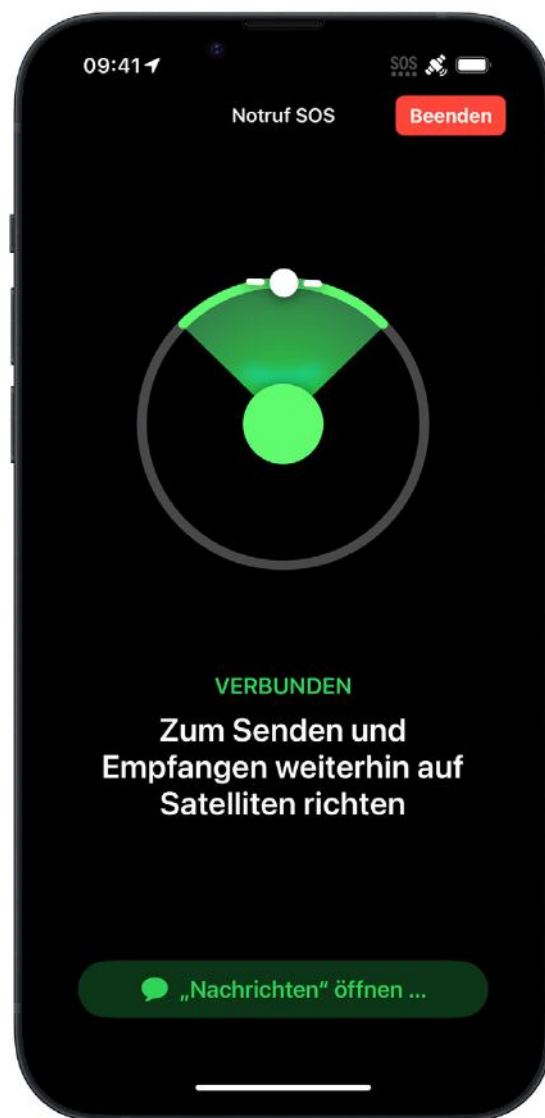 09:41
SOS
Notruf SOS
Beenden
VERBUNDEN
Zum Senden und
Empfangen weiterhin auf
Satelliten richten
„Nachrichten“ öffnen ...